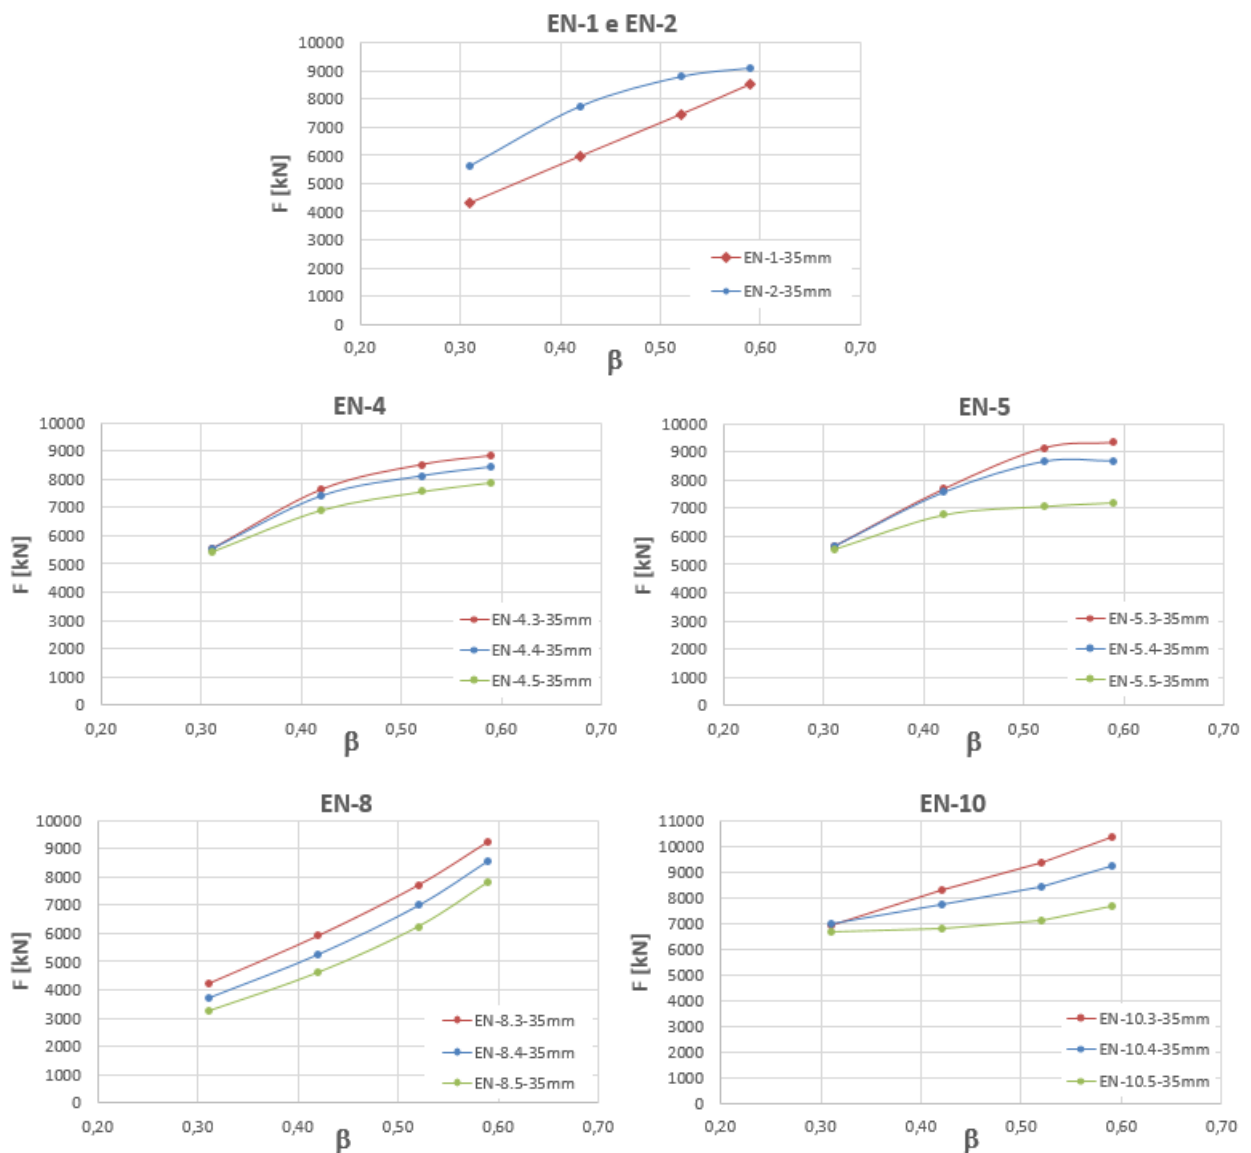 EN-1 e EN-2
10000
9000
8000
7000
6000
5000
4000
3000
2000
1000
0
F [kN]
EN-1-35mm
EN-2-35mm
0,20 0,30 0,40 0,50 0,60 0,70
β
EN-4
10000
9000
8000
7000
6000
5000
4000
3000
2000
1000
0
F [kN]
EN-4.3-35mm
EN-4.4-35mm
EN-4.5-35mm
0,20 0,30 0,40 0,50 0,60 0,70
β
EN-5
10000
9000
8000
7000
6000
5000
4000
3000
2000
1000
0
F [kN]
EN-5.3-35mm
EN-5.4-35mm
EN-5.5-35mm
0,20 0,30 0,40 0,50 0,60 0,70
β
EN-8
10000
9000
8000
7000
6000
5000
4000
3000
2000
1000
0
F [kN]
EN-8.3-35mm
EN-8.4-35mm
EN-8.5-35mm
0,20 0,30 0,40 0,50 0,60 0,70
β
EN-10
11000
10000
9000
8000
7000
6000
5000
4000
3000
2000
1000
0
F [kN]
EN-10.3-35mm
EN-10.4-35mm
EN-10.5-35mm
0,20 0,30 0,40 0,50 0,60 0,70
β